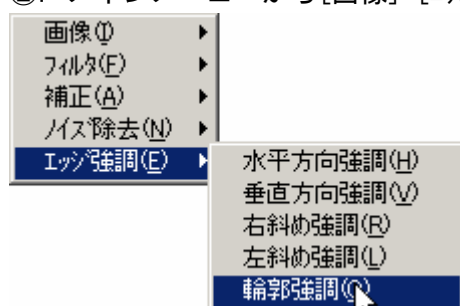 画像(I)
フィルタ(F)
補正(A)
ノイズ除去(N)
エッジ強調(E)
水平方向強調(H)
垂直方向強調(V)
右斜め強調(R)
左斜め強調(L)
輪郭強調(O)